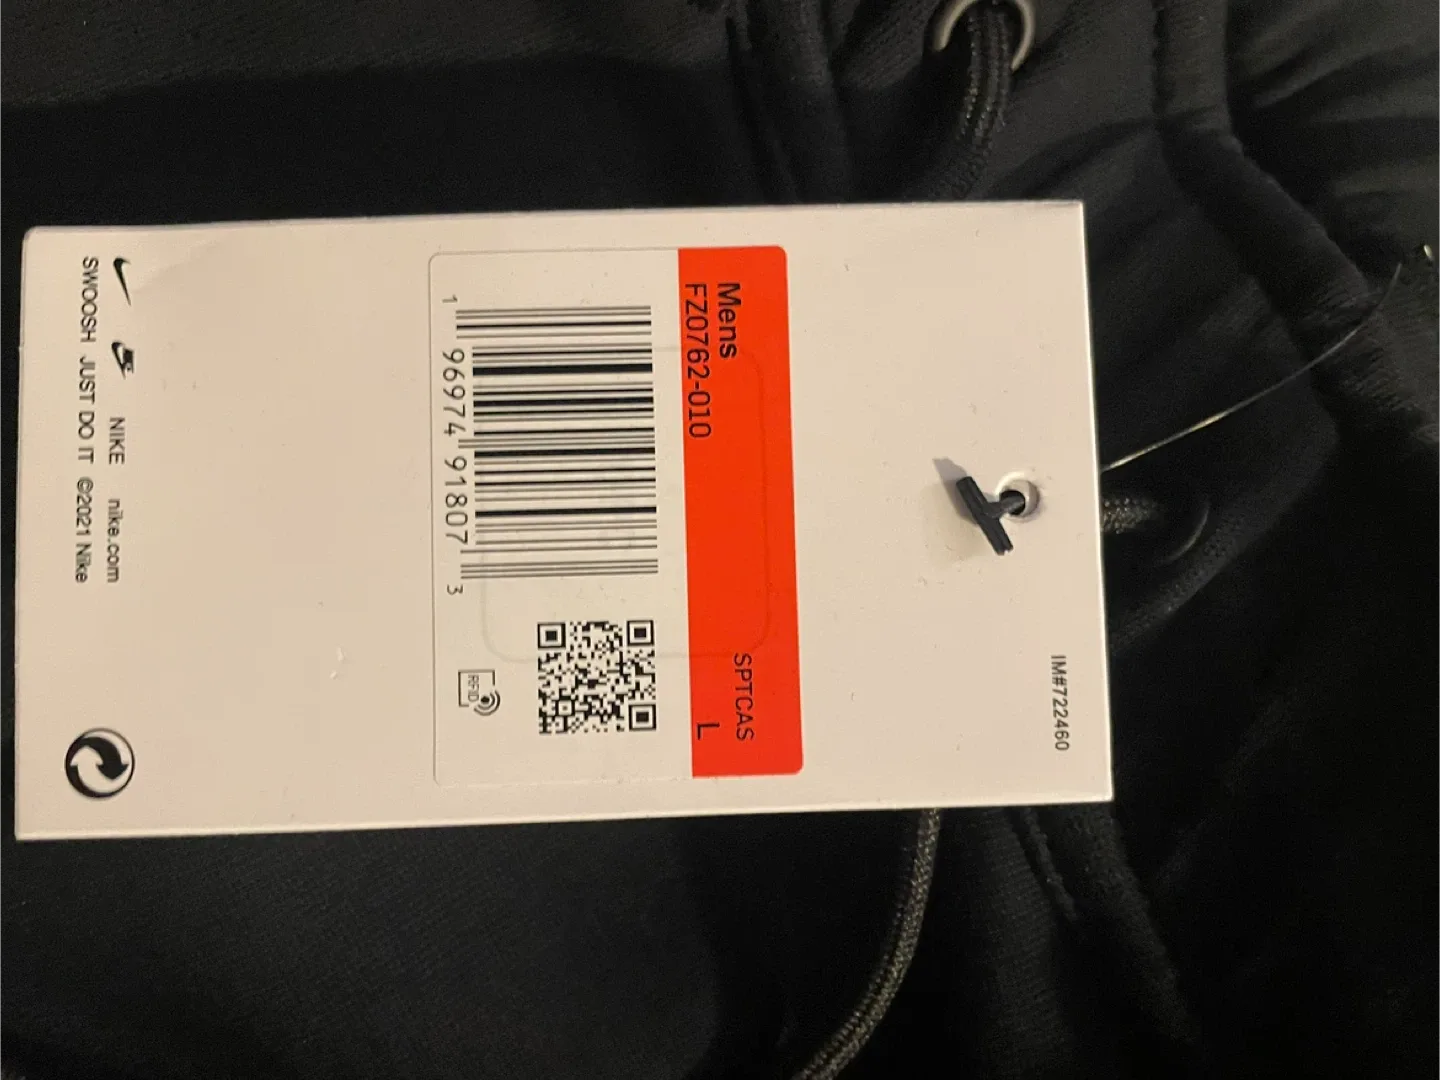 IM#722460
Mens
SPTCAS
FZ0762-010
L
1 96974 91807 3
RFID
NIKE nike.com
SWOOSH JUST DO IT ©2021 Nike